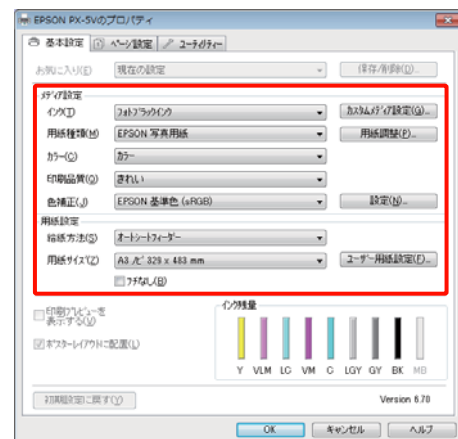 EPSON PX-5Vのプロパティ
基本設定 ページ設定 ユーティリティー
お気に入り(E) 現在の設定 保存/削除(D)...
メディア設定
インク(T) フォトブラックインク カスタムメディア設定(G)...
用紙種類(M) EPSON 写真用紙 用紙調整(P)...
カラー(C) カラー
印刷品質(Q) きれい
色補正(J) EPSON 基準色 (sRGB) 設定(N)...
用紙設定
給紙方法(S) オートシートフィーダー
用紙サイズ(Z) A3 ノビ 329 x 483 mm ユーザー用紙設定(F)...
フチなし(B)
印刷プレビューを
表示する(V)
ポスターレイアウトに配置(L)
インク残量
Y VLM LC VM C LGY GY BK MB
初期設定に戻す(Y) Version 6.70
OK キャンセル ヘルプ